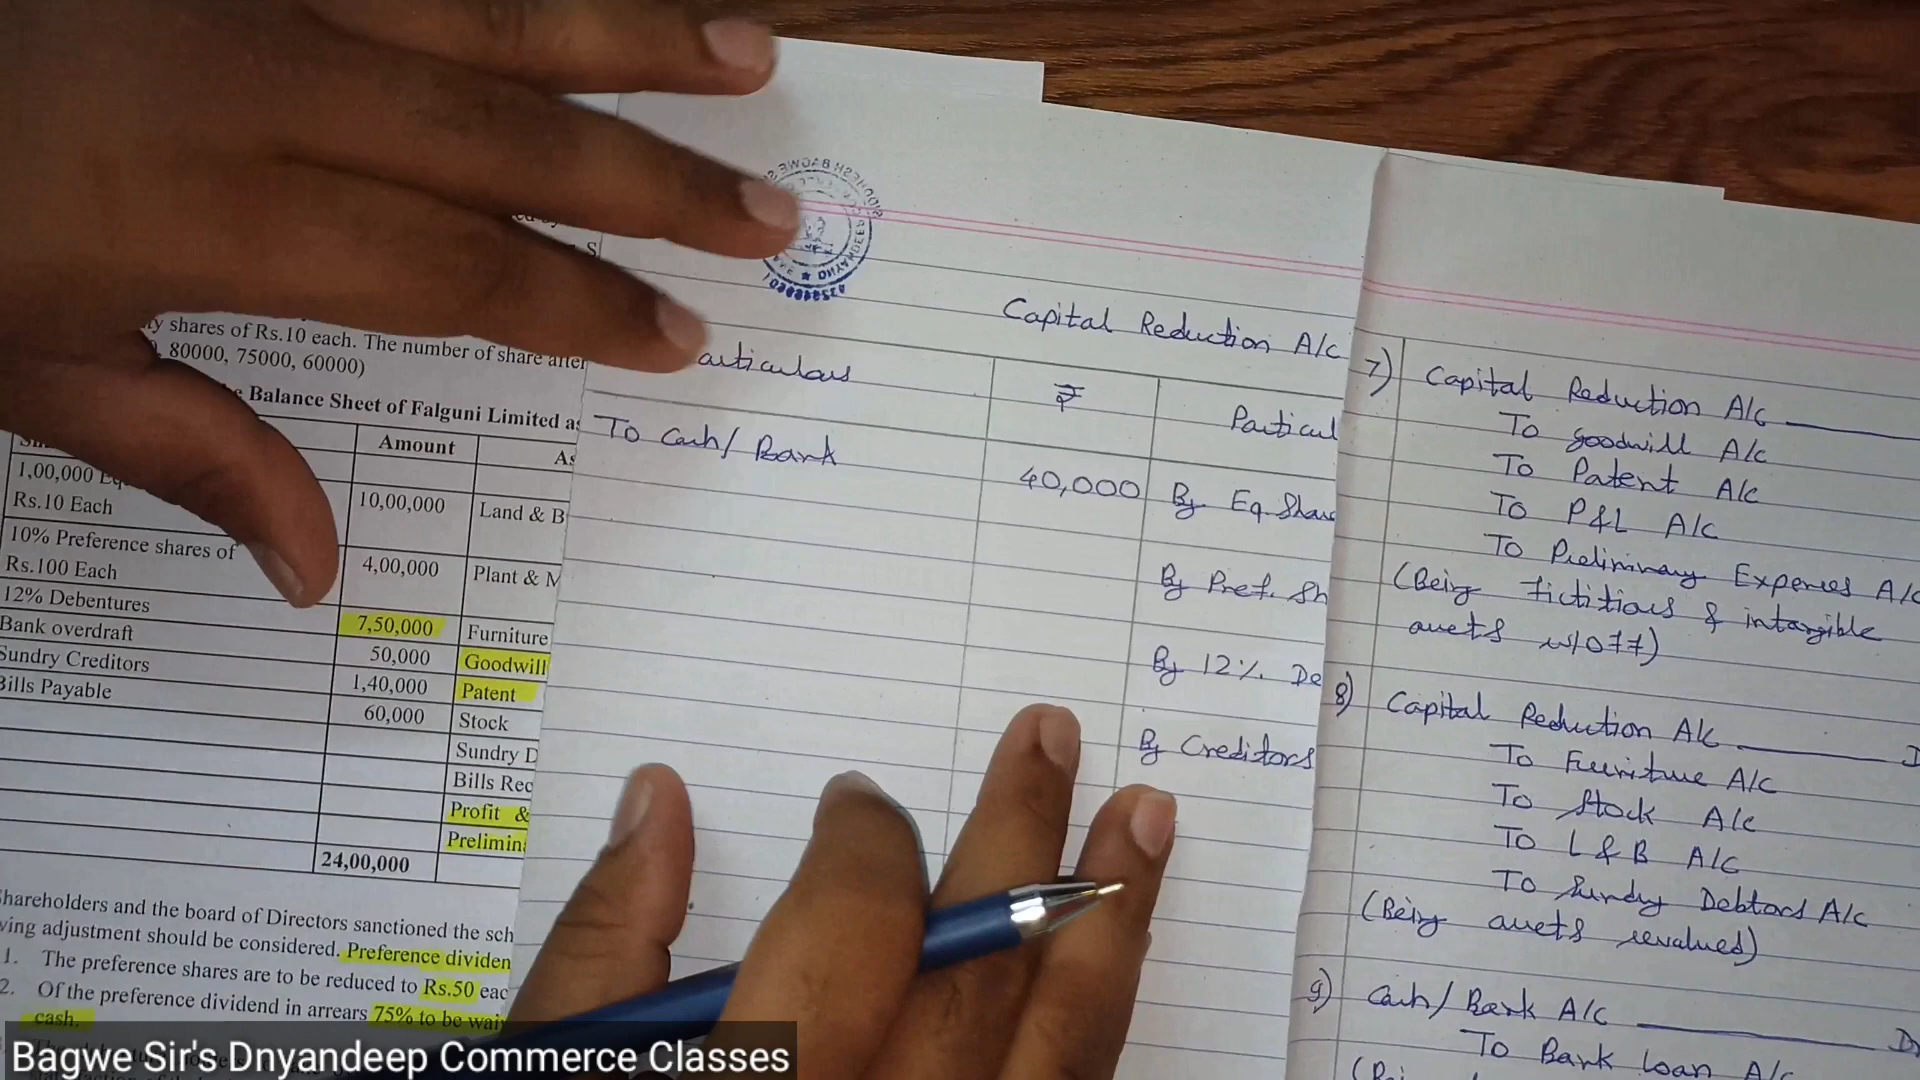 ty shares of Rs.10 each. The number of share after
80000, 75000, 60000)
Balance Sheet of Falguni Limited as
Amount
1,00,000
Rs.10 Each
10,00,000
Land & B
10% Preference shares of
Rs.100 Each
4,00,000
Plant & M
12% Debentures
7,50,000
Furniture
Bank overdraft
50,000
Goodwill
Sundry Creditors
1,40,000
Patent
Bills Payable
60,000
Stock
Sundry D
Bills Rec
Profit &
Prelimin
24,00,000
Shareholders and the board of Directors sanctioned the sch
wing adjustment should be considered. Preference dividen
1. The preference shares are to be reduced to Rs.50 eac
2. Of the preference dividend in arrears 75% to be waiv
cash.
Capital Reduction A/c
articulars
₹
Particul
To Cash/ Bank
40,000
By Eq. Share
By Pref. Sh
By 12% De
By Creditors
7) Capital Reduction A/c
To Goodwill A/c
To Patent A/c
To P&L A/c
To Preliminary Expenses A/c
(Being fictitious & intangible
assets w/off)
8) Capital Reduction A/c D
To Furniture A/c
To Stock A/c
To L & B A/c
To Sundry Debtors A/c
(Being assets revalued)
9) Cash/ Bank A/c Dr
To Bank loan A/c
Bagwe Sir's Dnyandeep Commerce Classes